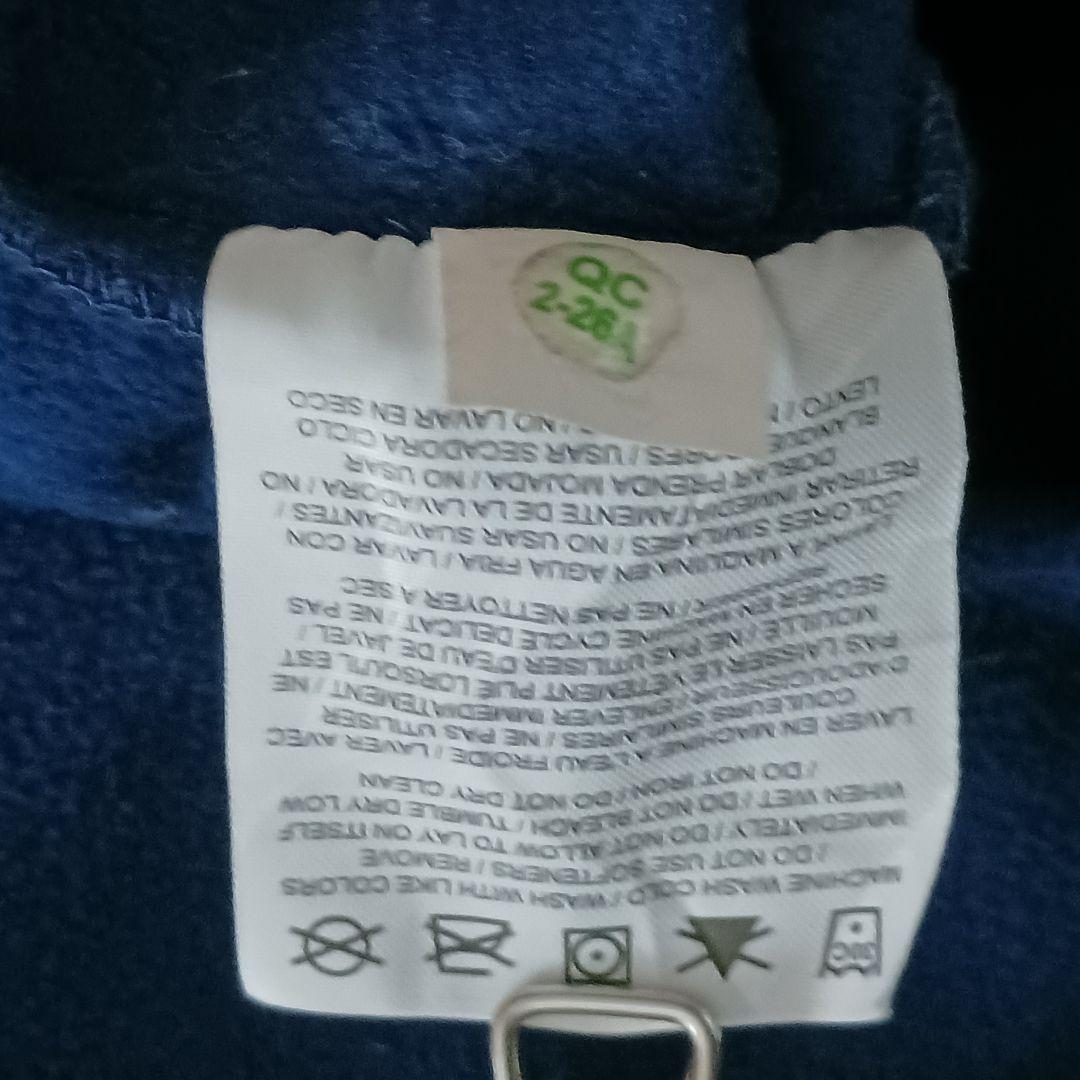 MACHINE WASH COLD / WASH WITH LIKE COLORS
/ DO NOT USE SOFTENERS / REMOVE
IMMEDIATELY / DO NOT ALLOW TO LAY ON ITSELF
WHEN WET / DO NOT BLEACH / TUMBLE DRY LOW
/ DO NOT IRON / DO NOT DRY CLEAN
LAVER EN MACHINE A L'EAU FROIDE / LAVER AVEC
COULEURS SIMILAIRES / NE PAS UTILISER
D'ADOUCISSEUR / ENLEVER IMMEDIATEMENT / NE
PAS LAISSER LE VETEMENT PLIE LORSQU'IL EST
MOUILLE / NE PAS UTILISER D'EAU DE JAVEL /
SECHER EN MACHINE CYCLE DELICAT / NE PAS
/ NE PAS NETTOYER A SEC
LAVAR A MAQUINA EN AGUA FRIA / LAVAR CON
COLORES SIMILARES / NO USAR SUAVIZANTES /
RETIRAR INMEDIATAMENTE DE LA LAVADORA / NO
DOBLAR PRENDA MOJADA / NO USAR
/ USAR SECADORA CICLO
LENTO / / NO LAVAR EN SECO
QC
2-26A